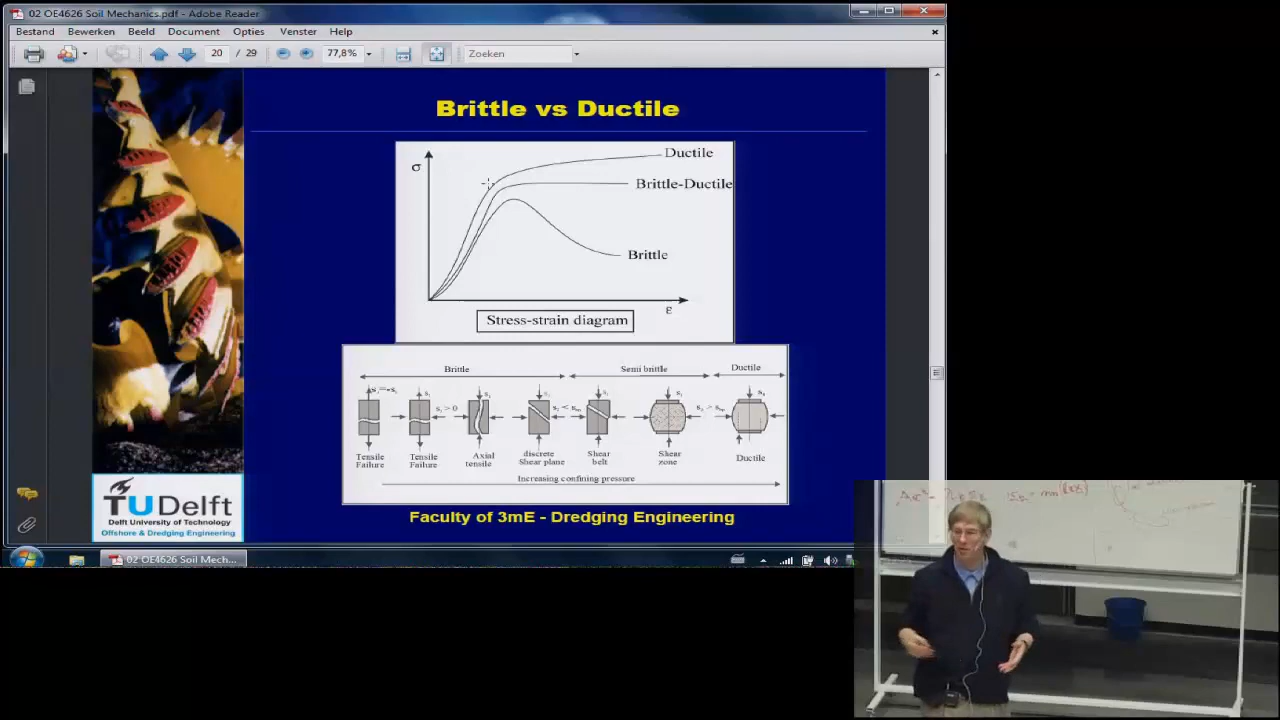 02 OE4626 Soil Mechanics.pdf - Adobe Reader
Bestand Bewerken Beeld Document Opties Venster Help
20 / 29 77,8% Zoeken
Brittle vs Ductile
σ
Ductile
Brittle-Ductile
Brittle
ε
Stress-strain diagram
Brittle Semi brittle Ductile
Tensile Failure
Tensile Failure
Axial tensile
discrete Shear plane
Shear belt
Shear zone
Ductile
Increasing confining pressure
TUDelft
Delft University of Technology
Offshore & Dredging Engineering
Faculty of 3mE - Dredging Engineering
02 OE4626 Soil Mech...